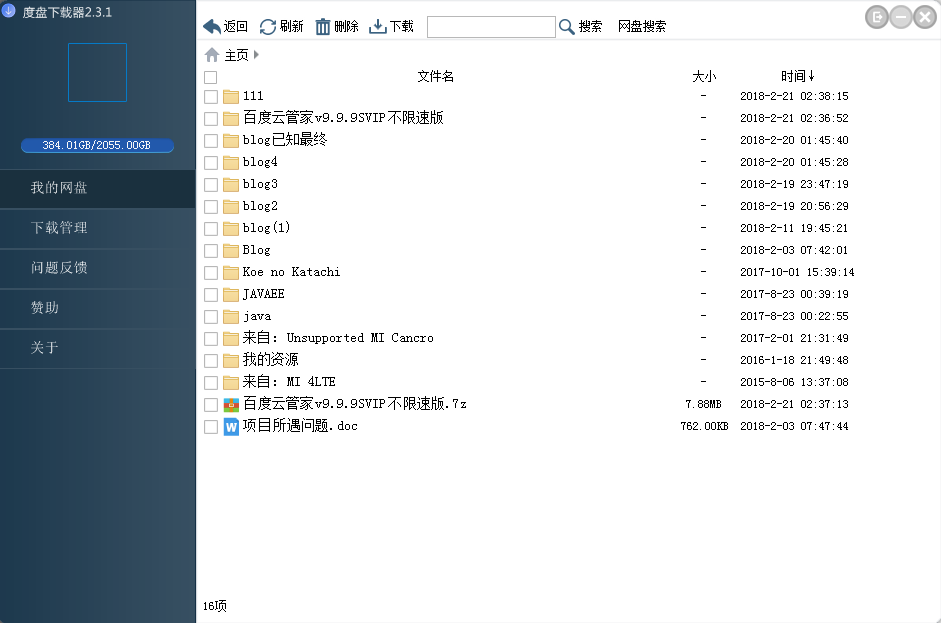 度盘下载器2.3.1
384.01GB/2055.00GB
我的网盘
下载管理
问题反馈
赞助
关于
返回 刷新 删除 下载 搜索 网盘搜索
主页
文件名 大小 时间↓
111 - 2018-2-21 02:38:15
百度云管家v9.9.9SVIP不限速版 - 2018-2-21 02:36:52
blog已知最终 - 2018-2-20 01:45:40
blog4 - 2018-2-20 01:45:28
blog3 - 2018-2-19 23:47:19
blog2 - 2018-2-19 20:56:29
blog(1) - 2018-2-11 19:45:21
Blog - 2018-2-03 07:42:01
Koe no Katachi - 2017-10-01 15:39:14
JAVAEE - 2017-8-23 00:39:19
java - 2017-8-23 00:22:55
来自: Unsupported MI Cancro - 2017-2-01 21:31:49
我的资源 - 2016-1-18 21:49:48
来自: MI 4LTE - 2015-8-06 13:37:08
百度云管家v9.9.9SVIP不限速版.7z 7.88MB 2018-2-21 02:37:13
项目所遇问题.doc 762.00KB 2018-2-03 07:47:44
16项